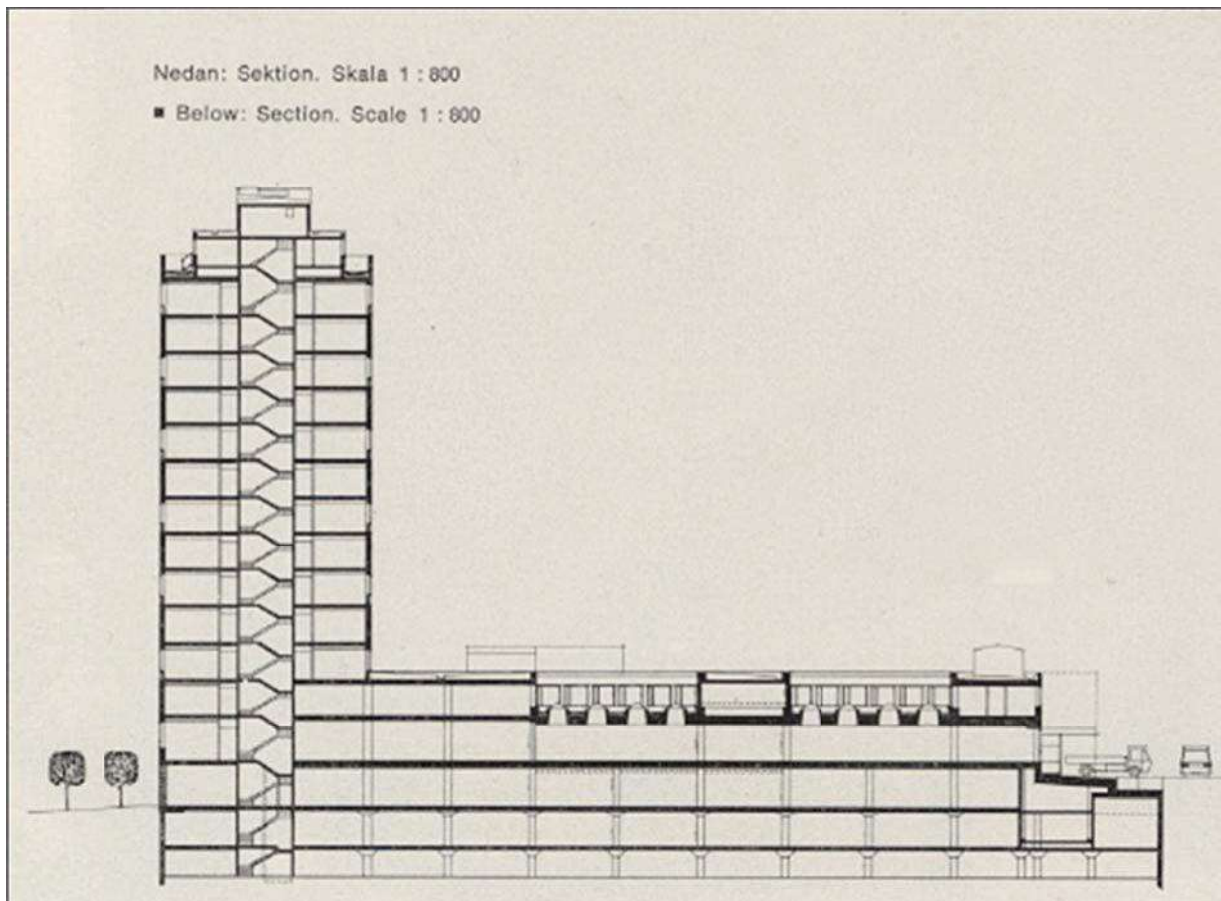 Nedan: Sektion. Skala 1 : 800
■ Below: Section. Scale 1 : 800